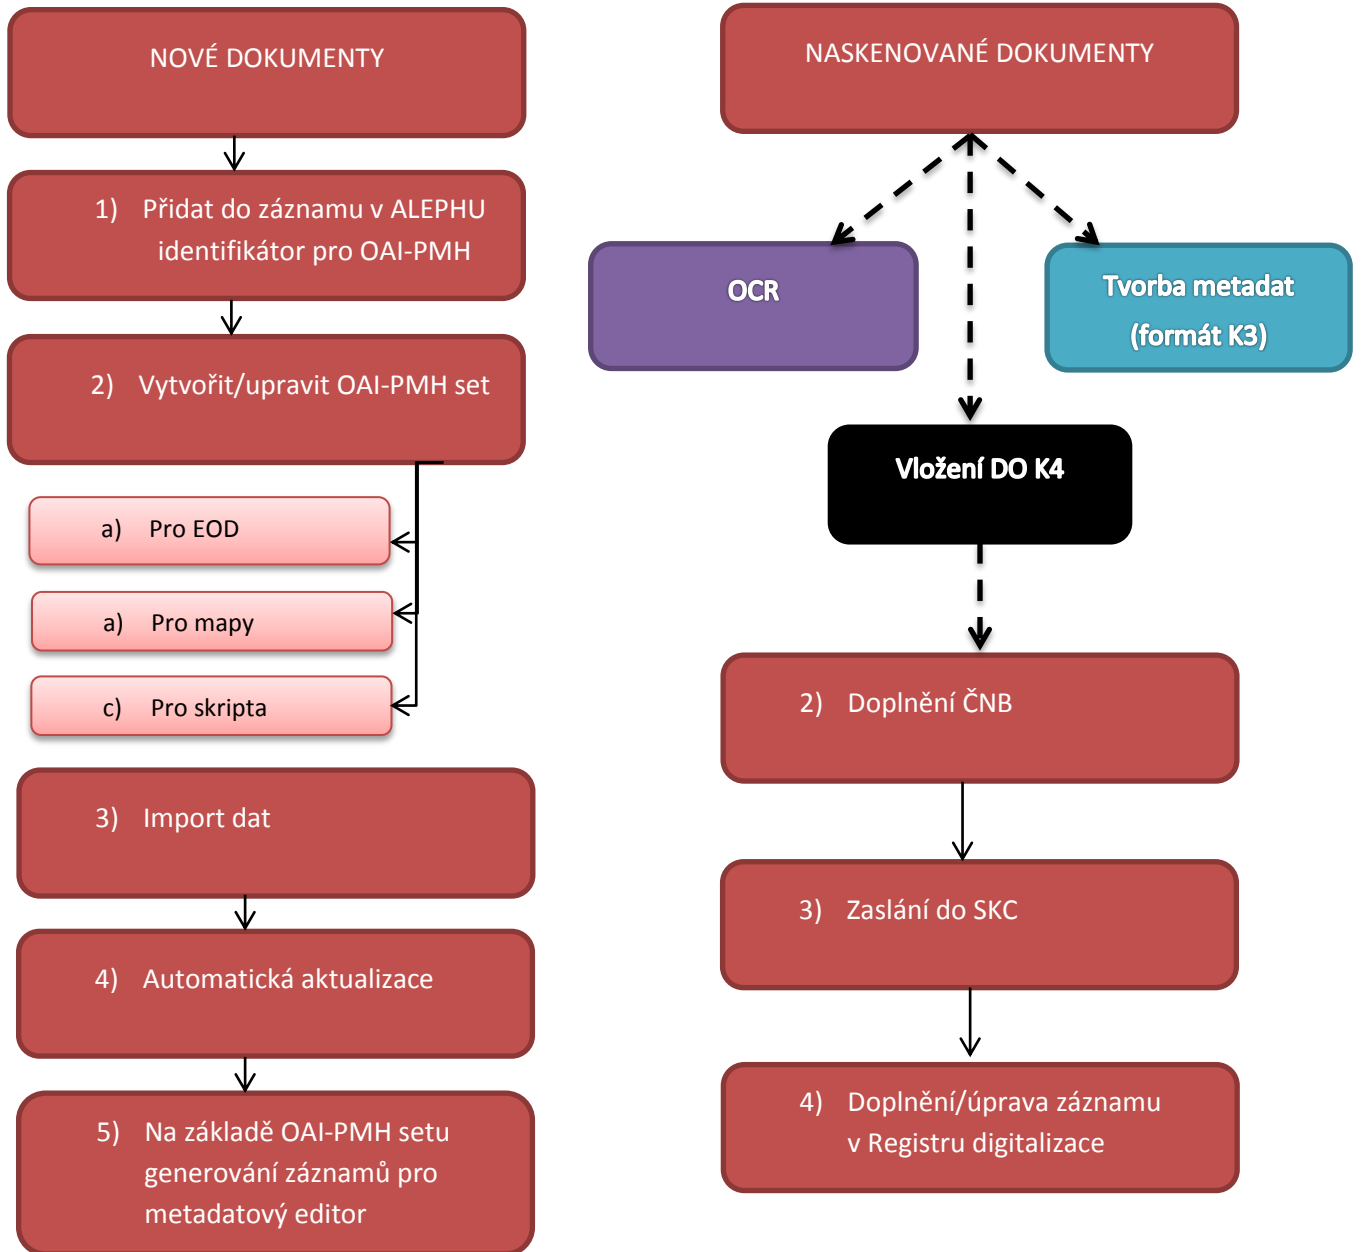 NOVÉ DOKUMENTY
1) Přidat do záznamu v ALEPHU
identifikátor pro OAI-PMH
2) Vytvořit/upravit OAI-PMH set
a) Pro EOD
a) Pro mapy
c) Pro skripta
3) Import dat
4) Automatická aktualizace
5) Na základě OAI-PMH setu
generování záznamů pro
metadatový editor
NASKENOVANÉ DOKUMENTY
OCR
Tvorba metadat
(formát K3)
Vložení DO K4
2) Doplnění ČNB
3) Zaslání do SKC
4) Doplnění/úprava záznamu
v Registru digitalizace